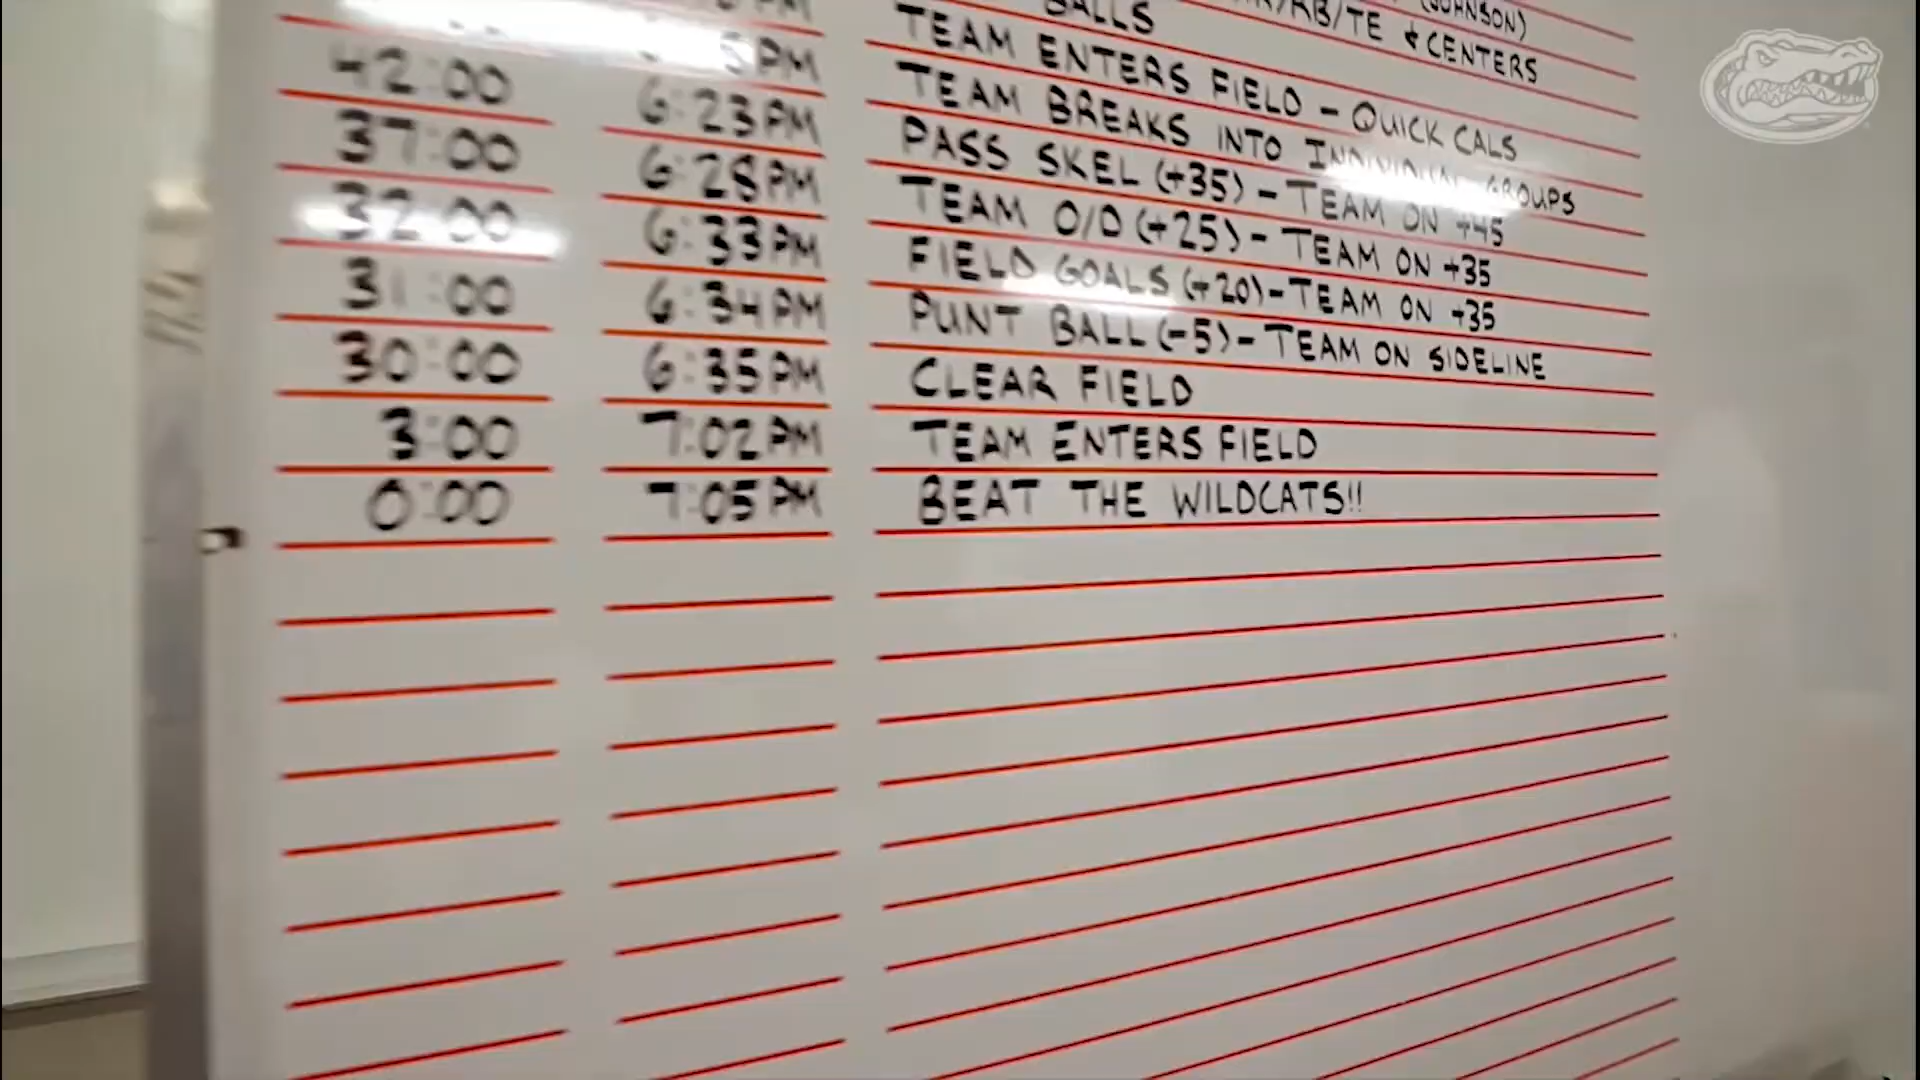 (JOHNSON)
BALLS /RB/TE & CENTERS
PM TEAM ENTERS FIELD - QUICK CALS
5PM TEAM BREAKS INTO INDIVIDUAL GROUPS
42:00 6:23PM PASS SKEL (+35) - TEAM ON +45
37:00 6:28PM TEAM O/D (+25) - TEAM ON +35
32:00 6:33PM FIELD GOALS (+20) - TEAM ON +35
31:00 6:34PM PUNT BALL (-5) - TEAM ON SIDELINE
30:00 6:35PM CLEAR FIELD
3:00 7:02PM TEAM ENTERS FIELD
0:00 7:05PM BEAT THE WILDCATS!!